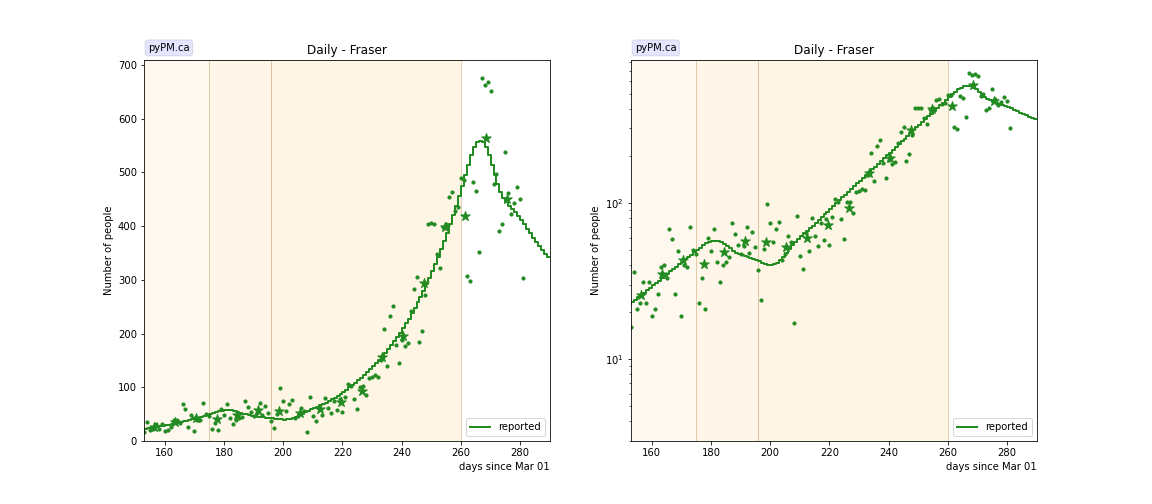 pyPM.ca
Daily - Fraser
Number of people
700
600
500
400
300
200
100
0
160 180 200 220 240 260 280
days since Mar 01
reported
pyPM.ca
Daily - Fraser
Number of people
10²
10¹
160 180 200 220 240 260 280
days since Mar 01
reported